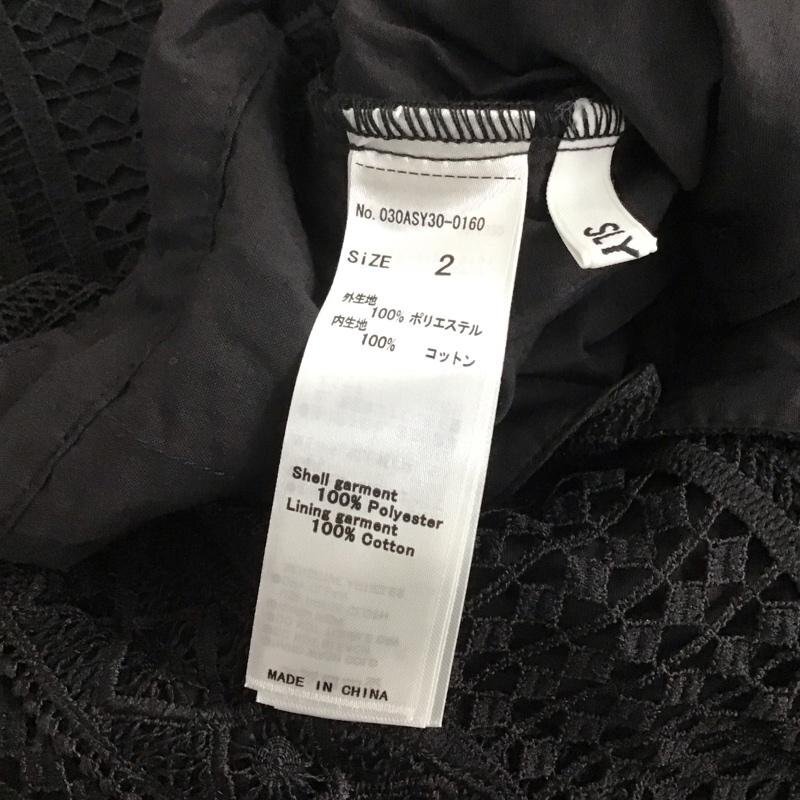 No. 030ASY30-0160
SiZE 2
外生地
100% ポリエステル
内生地
100% コットン
Shell garment
100% Polyester
Lining garment
100% Cotton
MADE IN CHINA
SLY